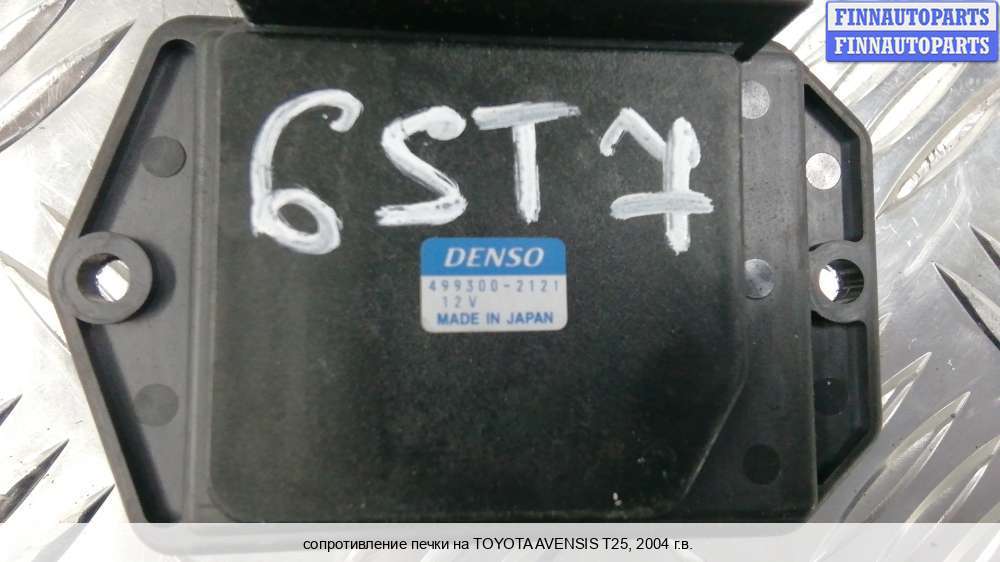 FINNAUTOPARTS
FINNAUTOPARTS
6ST7
DENSO
499300-2121
12V
MADE IN JAPAN
сопротивление печки на TOYOTA AVENSIS T25, 2004 г.в.